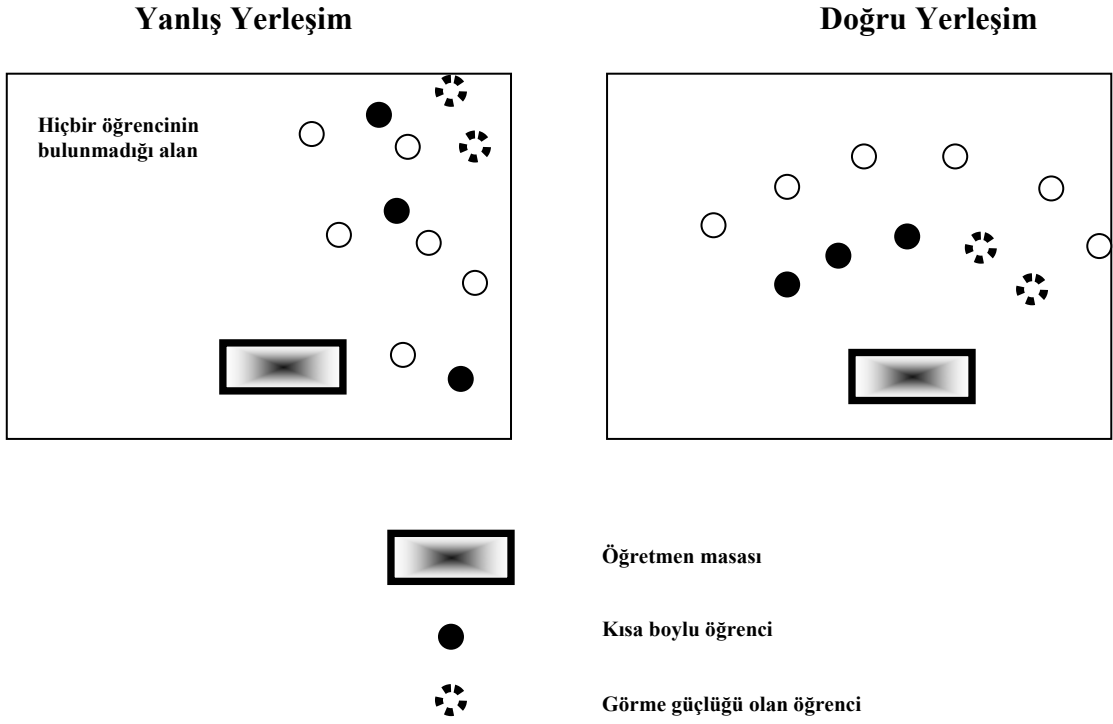 Yanlış Yerleşim
Doğru Yerleşim
Hiçbir öğrencinin
bulunmadığı alan
Öğretmen masası
Kısa boylu öğrenci
Görme güçlüğü olan öğrenci